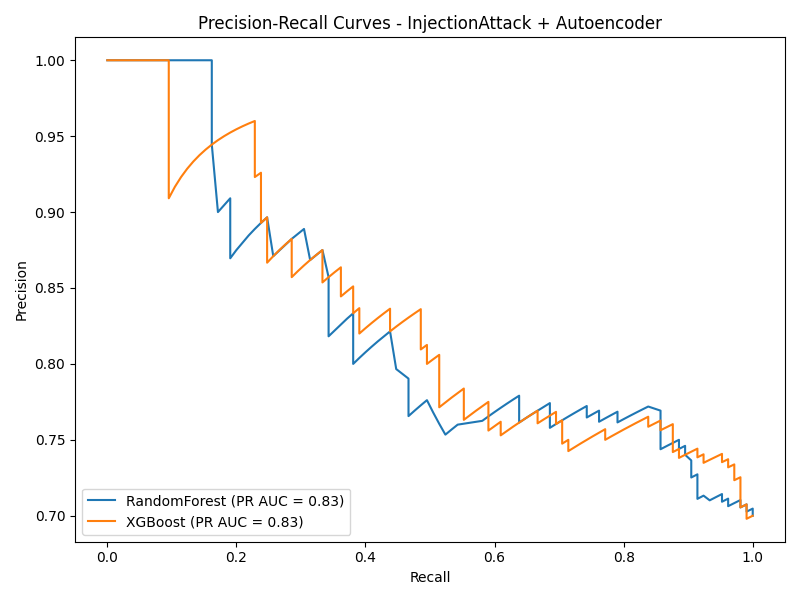 Precision-Recall Curves - InjectionAttack + Autoencoder
Precision
1.00
0.95
0.90
0.85
0.80
0.75
0.70
RandomForest (PR AUC = 0.83)
XGBoost (PR AUC = 0.83)
0.0 0.2 0.4 0.6 0.8 1.0
Recall